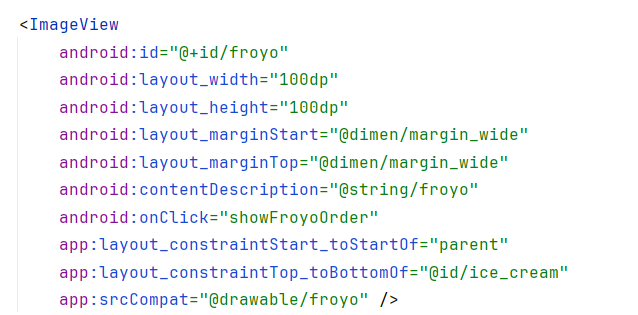 <ImageView
android:id="@+id/froyo"
android:layout_width="100dp"
android:layout_height="100dp"
android:layout_marginStart="@dimen/margin_wide"
android:layout_marginTop="@dimen/margin_wide"
android:contentDescription="@string/froyo"
android:onClick="showFroyoOrder"
app:layout_constraintStart_toStartOf="parent"
app:layout_constraintTop_toBottomOf="@id/ice_cream"
app:srcCompat="@drawable/froyo" />